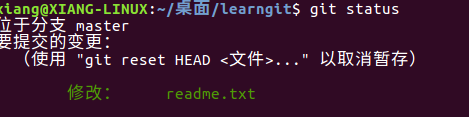 xiang@XIANG-LINUX:~/桌面/learngit$ git status
位于分支 master
要提交的变更：
（使用 "git reset HEAD <文件>..." 以取消暂存）
修改： readme.txt